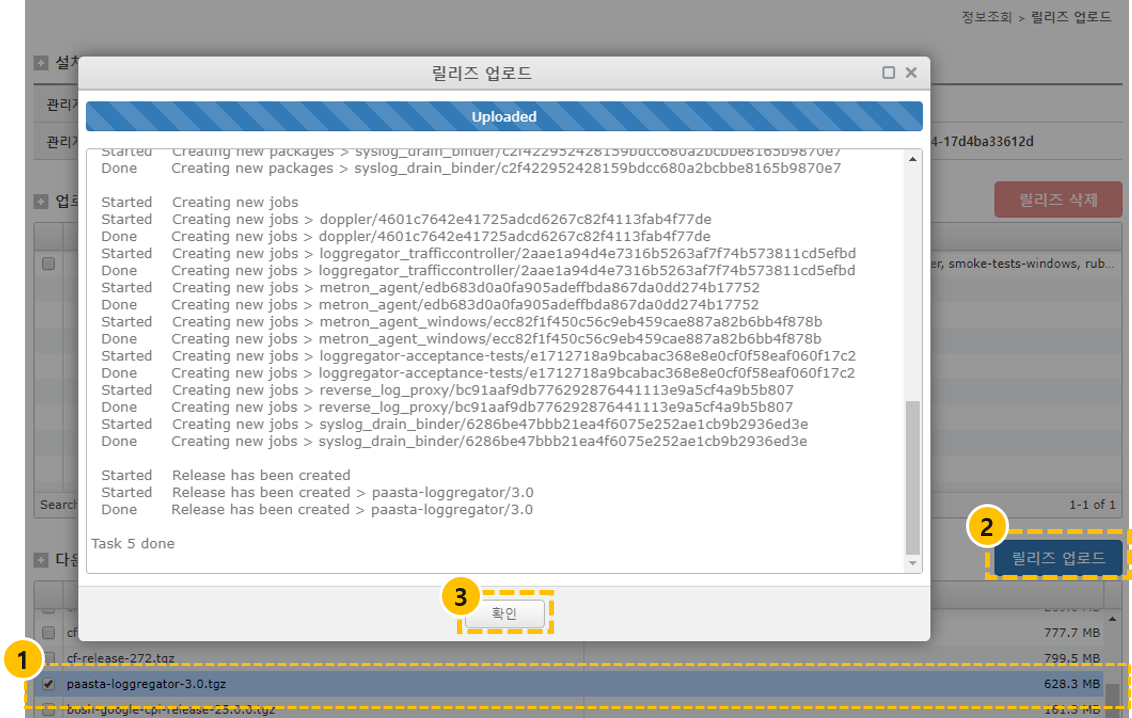 정보조회 > 릴리즈 업로드
설치
릴리즈 업로드
관리
Uploaded
관리
4-17d4ba33612d
Started Creating new packages > syslog_drain_binder/c2f422952428159bdcc680a2bcbbe8165b9870e7
Done Creating new packages > syslog_drain_binder/c2f422952428159bdcc680a2bcbbe8165b9870e7
업로
릴리즈 삭제
Started Creating new jobs
Started Creating new jobs > doppler/4601c7642e41725adcd6267c82f4113fab4f77de
Done Creating new jobs > doppler/4601c7642e41725adcd6267c82f4113fab4f77de
Started Creating new jobs > loggregator_trafficcontroller/2aae1a94d4e7316b5263af7f74b573811cd5efbd
er, smoke-tests-windows, rub...
Done Creating new jobs > loggregator_trafficcontroller/2aae1a94d4e7316b5263af7f74b573811cd5efbd
Started Creating new jobs > metron_agent/edb683d0a0fa905adeffbda867da0dd274b17752
Done Creating new jobs > metron_agent/edb683d0a0fa905adeffbda867da0dd274b17752
Started Creating new jobs > metron_agent_windows/ecc82f1f450c56c9eb459cae887a82b6bb4f878b
Done Creating new jobs > metron_agent_windows/ecc82f1f450c56c9eb459cae887a82b6bb4f878b
Started Creating new jobs > loggregator-acceptance-tests/e1712718a9bcabac368e8e0cf0f58eaf060f17c2
Done Creating new jobs > loggregator-acceptance-tests/e1712718a9bcabac368e8e0cf0f58eaf060f17c2
Started Creating new jobs > reverse_log_proxy/bc91aaf9db776292876441113e9a5cf4a9b5b807
Done Creating new jobs > reverse_log_proxy/bc91aaf9db776292876441113e9a5cf4a9b5b807
Started Creating new jobs > syslog_drain_binder/6286be47bbb21ea4f6075e252ae1cb9b2936ed3e
Done Creating new jobs > syslog_drain_binder/6286be47bbb21ea4f6075e252ae1cb9b2936ed3e
Started Release has been created
Started Release has been created > paasta-loggregator/3.0
Done Release has been created > paasta-loggregator/3.0
Search
1-1 of 1
Task 5 done
2
다운
릴리즈 업로드
3
확인
cf
777.7 MB
1
cf-release-272.tgz 799.5 MB
paasta-loggregator-3.0.tgz 628.3 MB
bosh-google-cpi-release-25.0.0.tgz 161.3 MB